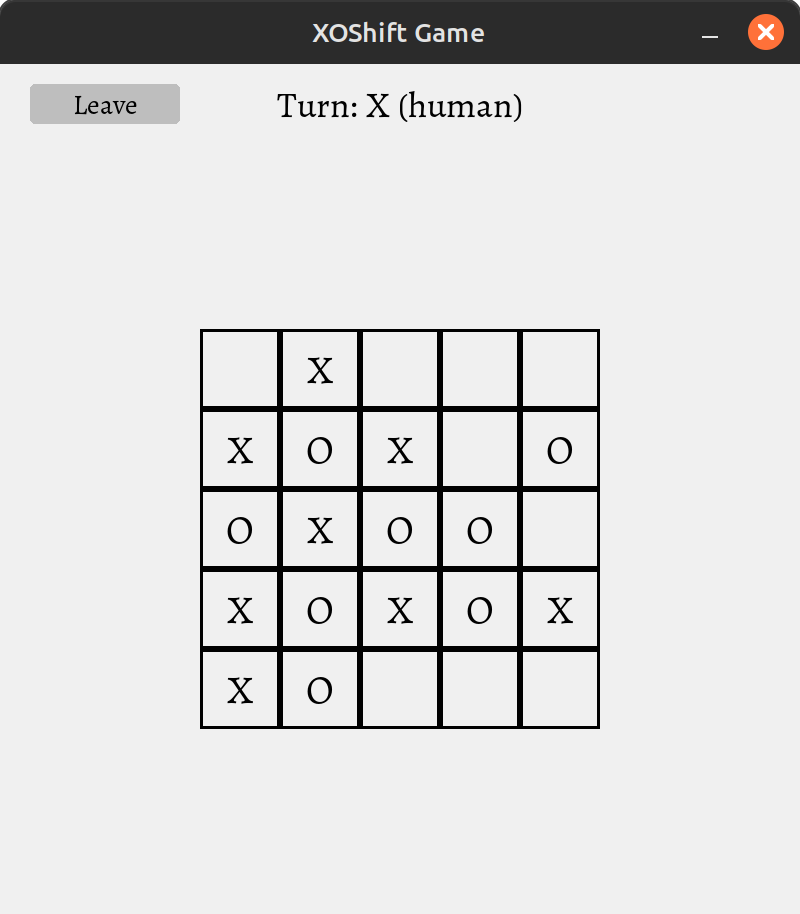 XOShift Game
Leave
Turn: X (human)
X
X O X O
O X O O
X O X O X
X O